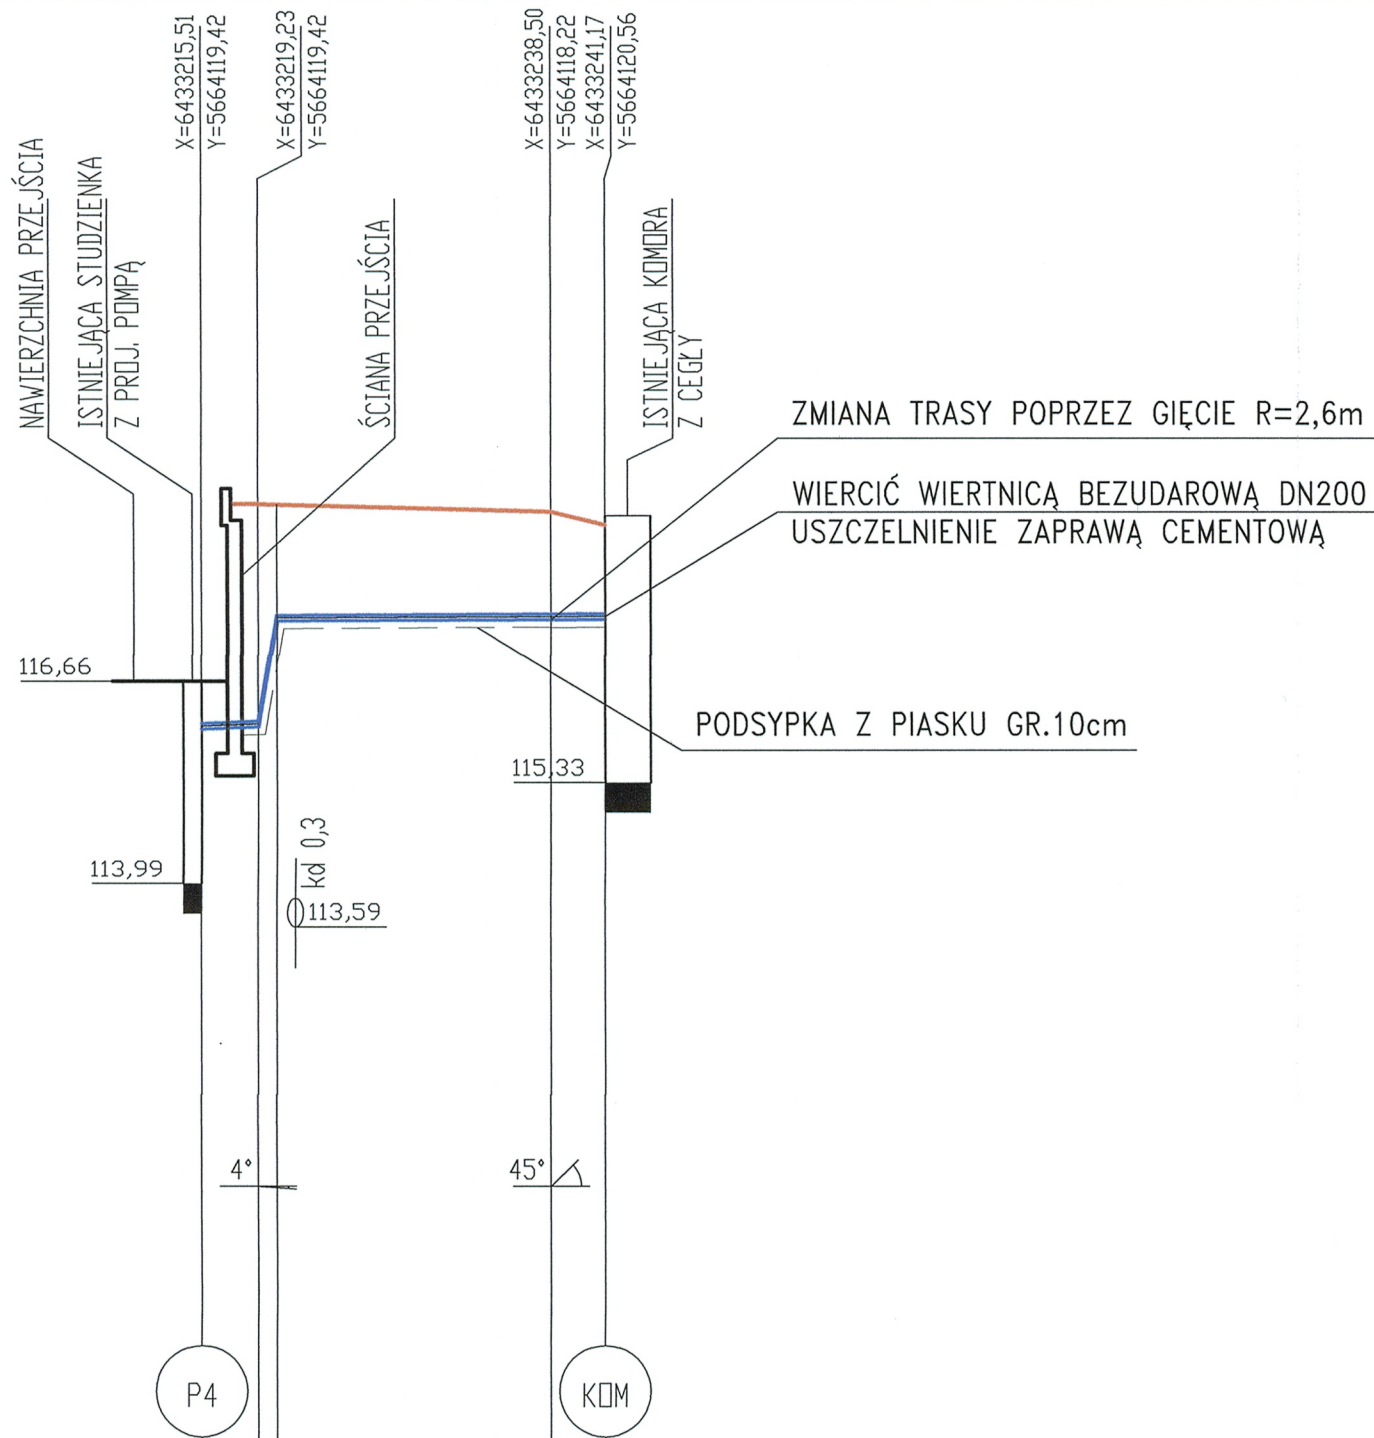 X=6433215,51
Y=5664119,42
X=6433219,23
Y=5664119,42
X=6433238,50
Y=5664118,22
X=6433241,17
Y=5664120,56
NAWIERZCHNIA PRZEJŚCIA
ISTNIEJĄCA STUDZIENKA
Z PROJ. POMPĄ
ŚCIANA PRZEJŚCIA
ISTNIEJĄCA KOMORA
Z CEGŁY
ZMIANA TRASY POPRZEZ GIĘCIE R=2,6m
WIERCIĆ WIERTNICĄ BEZUDAROWĄ DN200
USZCZELNIENIE ZAPRAWĄ CEMENTOWĄ
116,66
PODSYPKA Z PIASKU GR.10cm
115,33
kd 0,3
113,99
113,59
4°
45°
P4
KOM